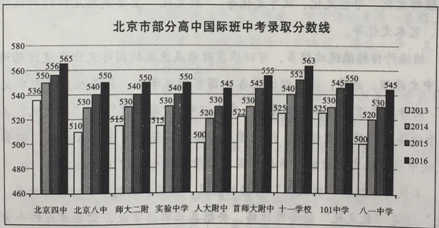 北京市部分高中国际班中考录取分数线
580
560
540
520
500
480
460
536 550 556 565
510 530 540 550
515 530 540 550
515 530 540 550
500 520 530 545
522 530 545 555
525 540 552 563
525 530 545 550
500 520 530 545
北京四中 北京八中 师大二附 实验中学 人大附中 首师大附中 十一学校 101中学 八一中学
2013
2014
2015
2016